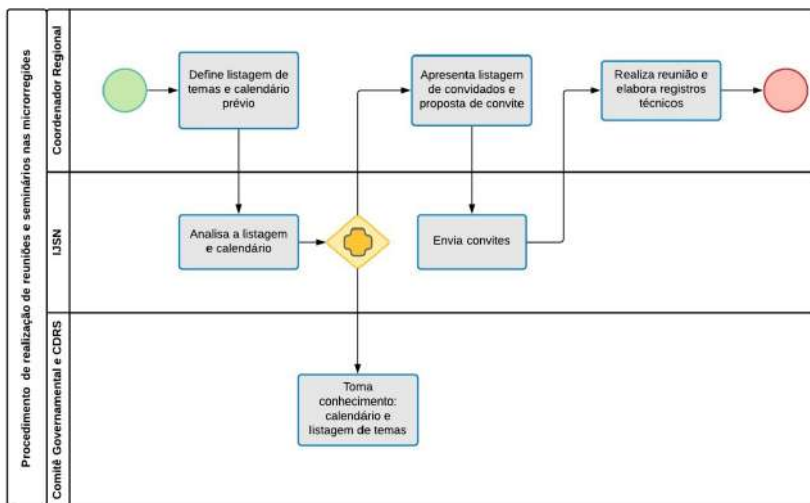 Procedimento de realização de reuniões e seminários nas microrregiões
Coordenador Regional
Define listagem de
temas e calendário
prévio
Apresenta listagem
de convidados e
proposta de convite
Realiza reunião e
elabora registros
técnicos
IJSN
Analisa a listagem
e calendário
Envia convites
Comitê Governamental e CDRS
Toma
conhecimento:
calendário e
listagem de temas